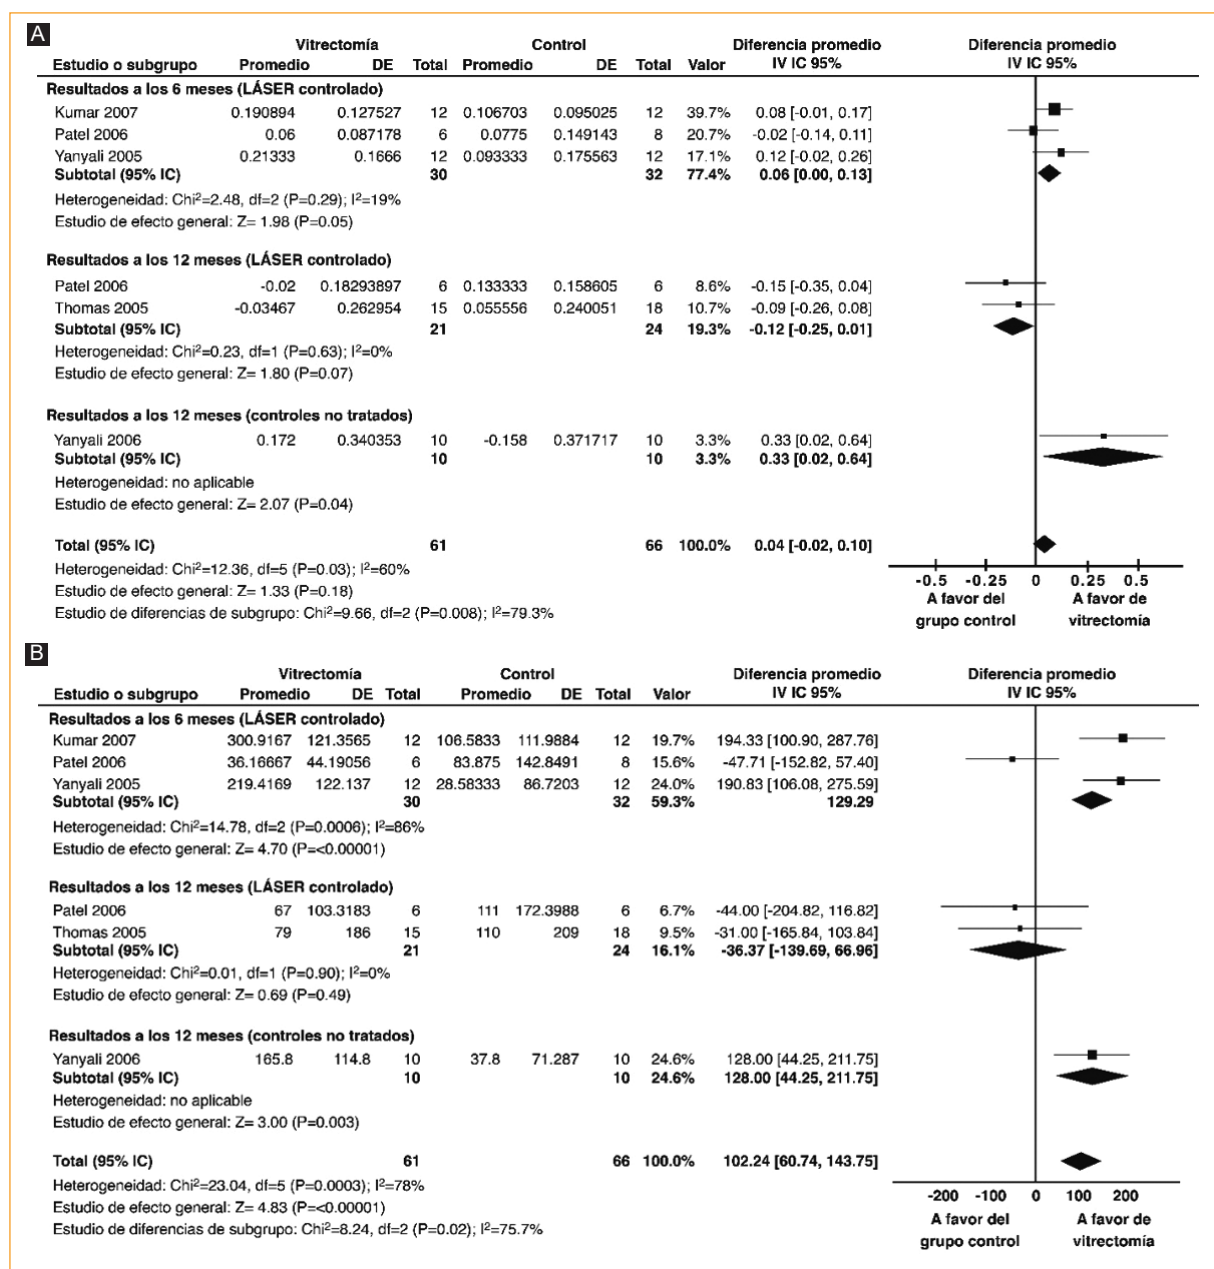 A
Vitrectomía Control Diferencia promedio Diferencia promedio
Estudio o subgrupo Promedio DE Total Promedio DE Total Valor IV IC 95% IV IC 95%
Resultados a los 6 meses (LÁSER controlado)
Kumar 2007 0.190894 0.127527 12 0.106703 0.095025 12 39.7% 0.08 [-0.01, 0.17]
Patel 2006 0.06 0.087178 6 0.0775 0.149143 8 20.7% -0.02 [-0.14, 0.11]
Yanyali 2005 0.21333 0.1666 12 0.093333 0.175563 12 17.1% 0.12 [-0.02, 0.26]
Subtotal (95% IC) 30 32 77.4% 0.06 [0.00, 0.13]
Heterogeneidad: Chi²=2.48, df=2 (P=0.29); I²=19%
Estudio de efecto general: Z= 1.98 (P=0.05)
Resultados a los 12 meses (LÁSER controlado)
Patel 2006 -0.02 0.18293897 6 0.133333 0.158605 6 8.6% -0.15 [-0.35, 0.04]
Thomas 2005 -0.03467 0.262954 15 0.055556 0.240051 18 10.7% -0.09 [-0.26, 0.08]
Subtotal (95% IC) 21 24 19.3% -0.12 [-0.25, 0.01]
Heterogeneidad: Chi²=0.23, df=1 (P=0.63); I²=0%
Estudio de efecto general: Z= 1.80 (P=0.07)
Resultados a los 12 meses (controles no tratados)
Yanyali 2006 0.172 0.340353 10 -0.158 0.371717 10 3.3% 0.33 [0.02, 0.64]
Subtotal (95% IC) 10 10 3.3% 0.33 [0.02, 0.64]
Heterogeneidad: no aplicable
Estudio de efecto general: Z= 2.07 (P=0.04)
Total (95% IC) 61 66 100.0% 0.04 [-0.02, 0.10]
Heterogeneidad: Chi²=12.36, df=5 (P=0.03); I²=60%
Estudio de efecto general: Z= 1.33 (P=0.18)
Estudio de diferencias de subgrupo: Chi²=9.66, df=2 (P=0.008); I²=79.3%
-0.5 -0.25 0 0.25 0.5
A favor del A favor de
grupo control vitrectomía
B
Vitrectomía Control Diferencia promedio Diferencia promedio
Estudio o subgrupo Promedio DE Total Promedio DE Total Valor IV IC 95% IV IC 95%
Resultados a los 6 meses (LÁSER controlado)
Kumar 2007 300.9167 121.3565 12 106.5833 111.9884 12 19.7% 194.33 [100.90, 287.76]
Patel 2006 36.16667 44.19056 6 83.875 142.8491 8 15.6% -47.71 [-152.82, 57.40]
Yanyali 2005 219.4169 122.137 12 28.58333 86.7203 12 24.0% 190.83 [106.08, 275.59]
Subtotal (95% IC) 30 32 59.3% 129.29
Heterogeneidad: Chi²=14.78, df=2 (P=0.0006); I²=86%
Estudio de efecto general: Z= 4.70 (P=<0.00001)
Resultados a los 12 meses (LÁSER controlado)
Patel 2006 67 103.3183 6 111 172.3988 6 6.7% -44.00 [-204.82, 116.82]
Thomas 2005 79 186 15 110 209 18 9.5% -31.00 [-165.84, 103.84]
Subtotal (95% IC) 21 24 16.1% -36.37 [-139.69, 66.96]
Heterogeneidad: Chi²=0.01, df=1 (P=0.90); I²=0%
Estudio de efecto general: Z= 0.69 (P=0.49)
Resultados a los 12 meses (controles no tratados)
Yanyali 2006 165.8 114.8 10 37.8 71.287 10 24.6% 128.00 [44.25, 211.75]
Subtotal (95% IC) 10 10 24.6% 128.00 [44.25, 211.75]
Heterogeneidad: no aplicable
Estudio de efecto general: Z= 3.00 (P=0.003)
Total (95% IC) 61 66 100.0% 102.24 [60.74, 143.75]
Heterogeneidad: Chi²=23.04, df=5 (P=0.0003); I²=78%
Estudio de efecto general: Z= 4.83 (P=<0.00001)
Estudio de diferencias de subgrupo: Chi²=8.24, df=2 (P=0.02); I²=75.7%
-200 -100 0 100 200
A favor del A favor de
grupo control vitrectomía